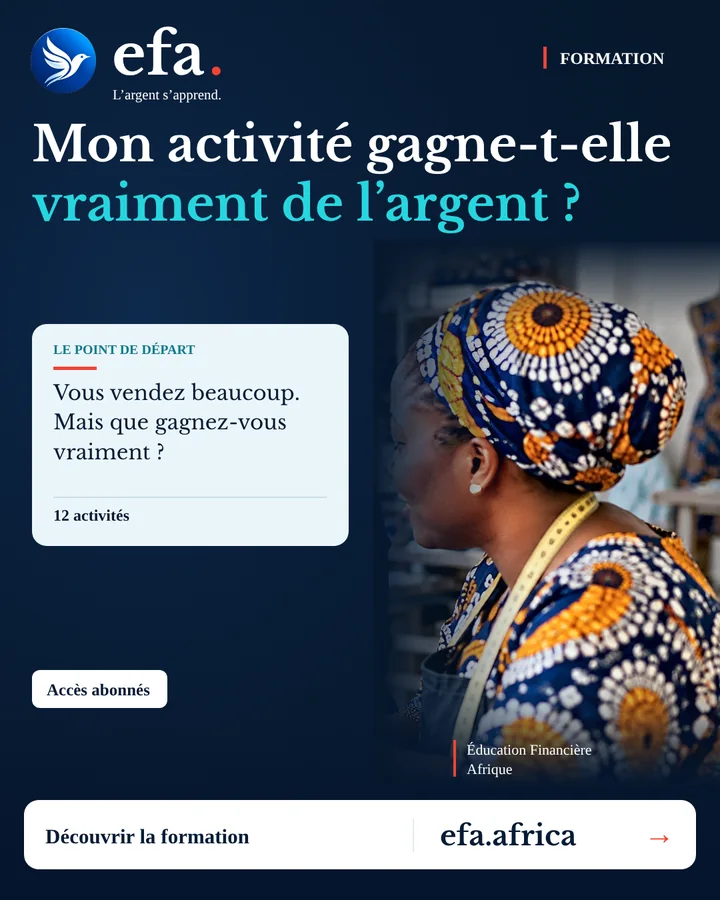 efa.
L’argent s’apprend.
FORMATION
Mon activité gagne-t-elle
vraiment de l’argent ?
LE POINT DE DÉPART
Vous vendez beaucoup.
Mais que gagnez-vous
vraiment ?
12 activités
Accès abonnés
Éducation Financière
Afrique
Découvrir la formation
efa.africa →